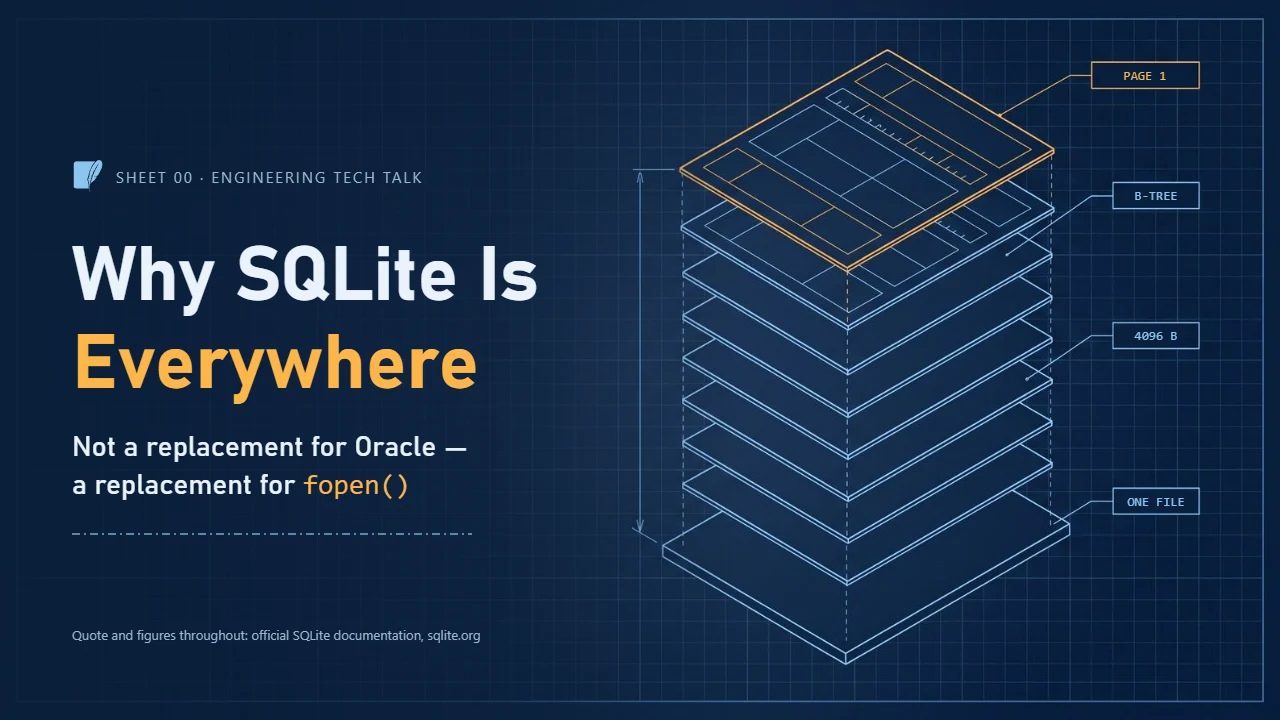 SHEET 00 · ENGINEERING TECH TALK
Why SQLite Is
Everywhere
Not a replacement for Oracle —
a replacement for fopen()
Quote and figures throughout: official SQLite documentation, sqlite.org
PAGE 1
B-TREE
4096 B
ONE FILE